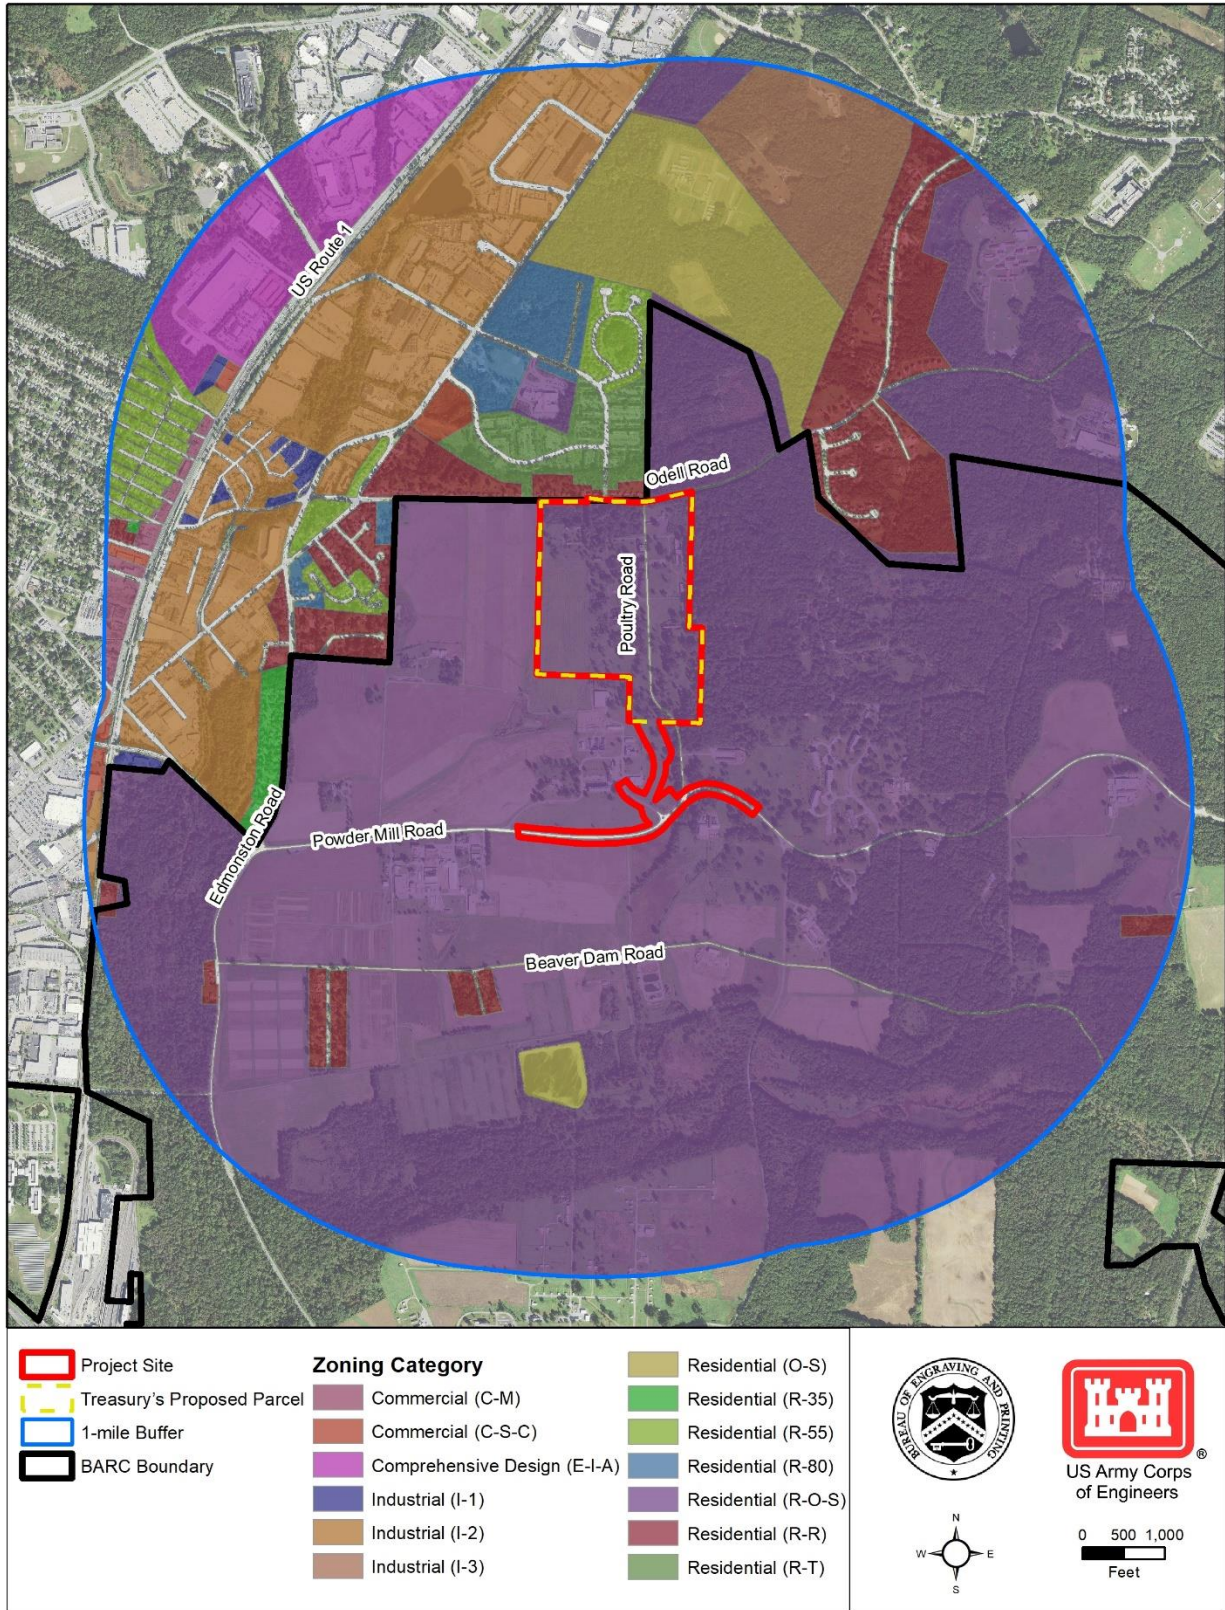 US Route 1
Odell Road
Poultry Road
Edmonston Road
Powder Mill Road
Beaver Dam Road
Project Site
Treasury's Proposed Parcel
1-mile Buffer
BARC Boundary
Zoning Category
Commercial (C-M)
Commercial (C-S-C)
Comprehensive Design (E-I-A)
Industrial (I-1)
Industrial (I-2)
Industrial (I-3)
Residential (O-S)
Residential (R-35)
Residential (R-55)
Residential (R-80)
Residential (R-O-S)
Residential (R-R)
Residential (R-T)
BUREAU OF ENGRAVING AND PRINTING
®
US Army Corps
of Engineers
N
W E
S
0 500 1,000
Feet